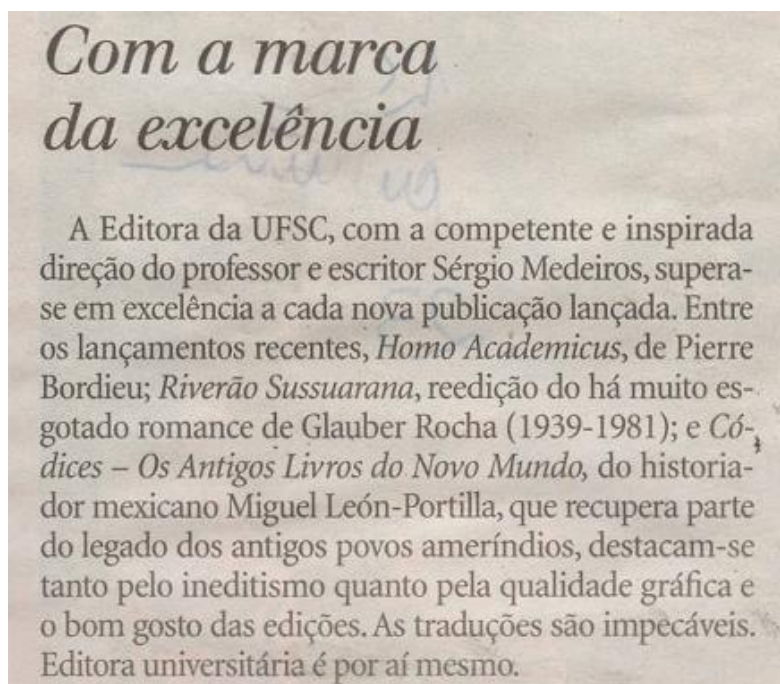 Com a marca
da excelência
A Editora da UFSC, com a competente e inspirada
direção do professor e escritor Sérgio Medeiros, supera-
se em excelência a cada nova publicação lançada. Entre
os lançamentos recentes, Homo Academicus, de Pierre
Bordieu; Riverão Sussuarana, reedição do há muito es-
gotado romance de Glauber Rocha (1939-1981); e Có-
dices – Os Antigos Livros do Novo Mundo, do historia-
dor mexicano Miguel León-Portilla, que recupera parte
do legado dos antigos povos ameríndios, destacam-se
tanto pelo ineditismo quanto pela qualidade gráfica e
o bom gosto das edições. As traduções são impecáveis.
Editora universitária é por aí mesmo.